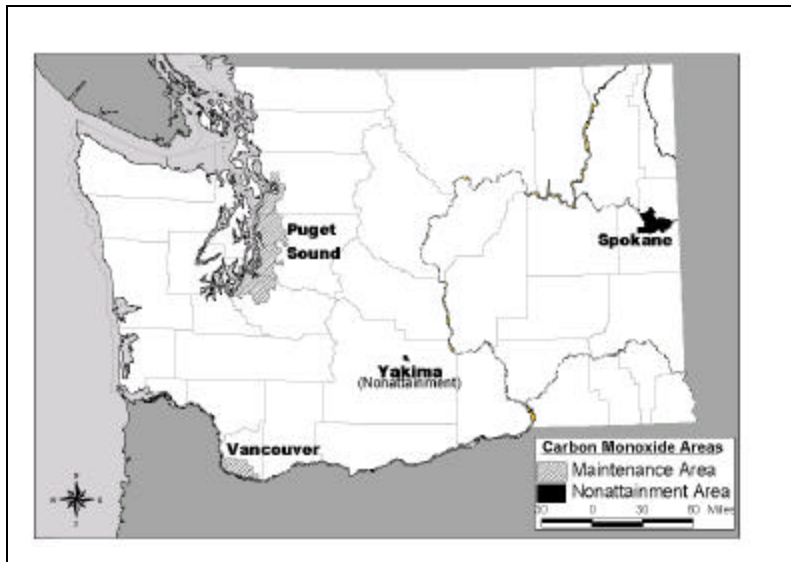 Puget
Sound
Spokane
Yakima
(Nonattainment)
Vancouver
Carbon Monoxide Areas
Maintenance Area
Nonattainment Area
30 0 30 60 Miles